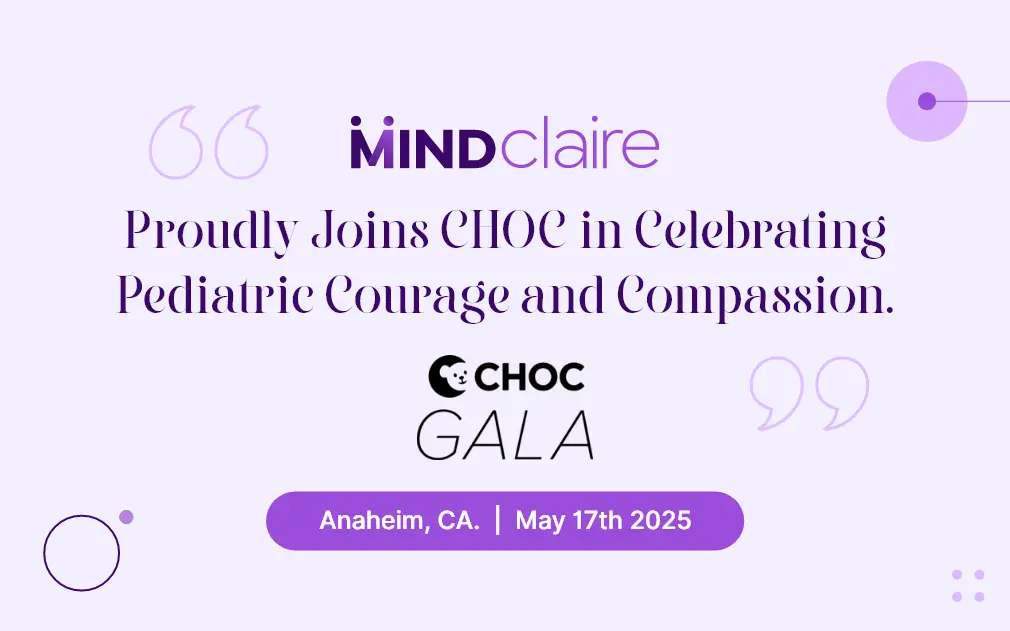 MINDclaire
Proudly Joins CHOC in Celebrating
Pediatric Courage and Compassion.
CHOC
GALA
Anaheim, CA. | May 17th 2025